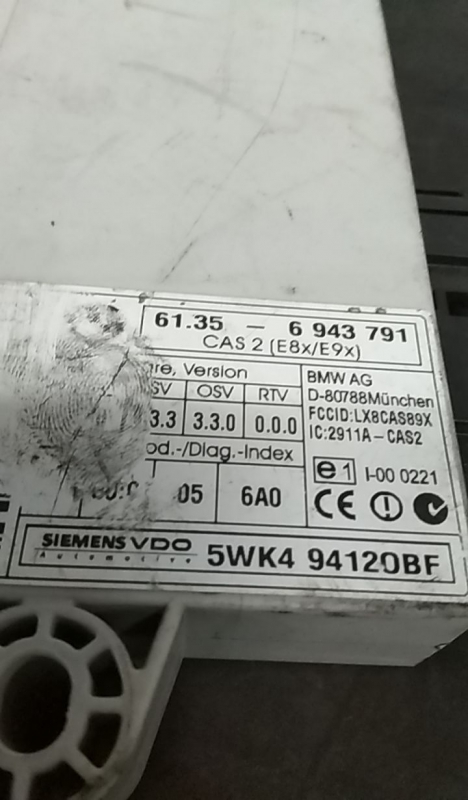 61.35 - 6 943 791
CAS 2 (E8x/E9x)
Version
OSV RTV
3.3 3.3.0 0.0.0
od.-/Diag.-Index
05 6A0
BMW AG
D-80788München
FCCID:LX8CAS89X
IC:2911A-CAS2
e1 I-00 0221
CE
SIEMENS VDO
Automotive
5WK4 94120BF